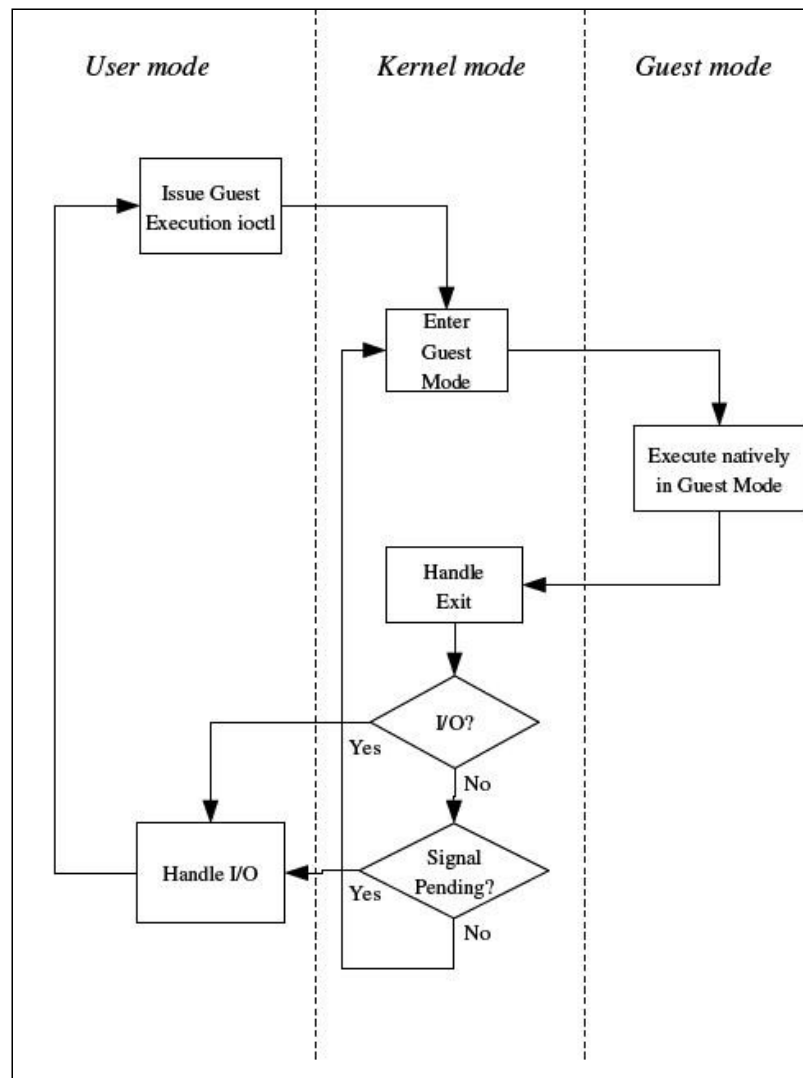 User mode
Kernel mode
Guest mode
Issue Guest
Execution ioctl
Enter
Guest
Mode
Execute natively
in Guest Mode
Handle
Exit
I/O?
Yes
No
Handle I/O
Signal
Pending?
Yes
No